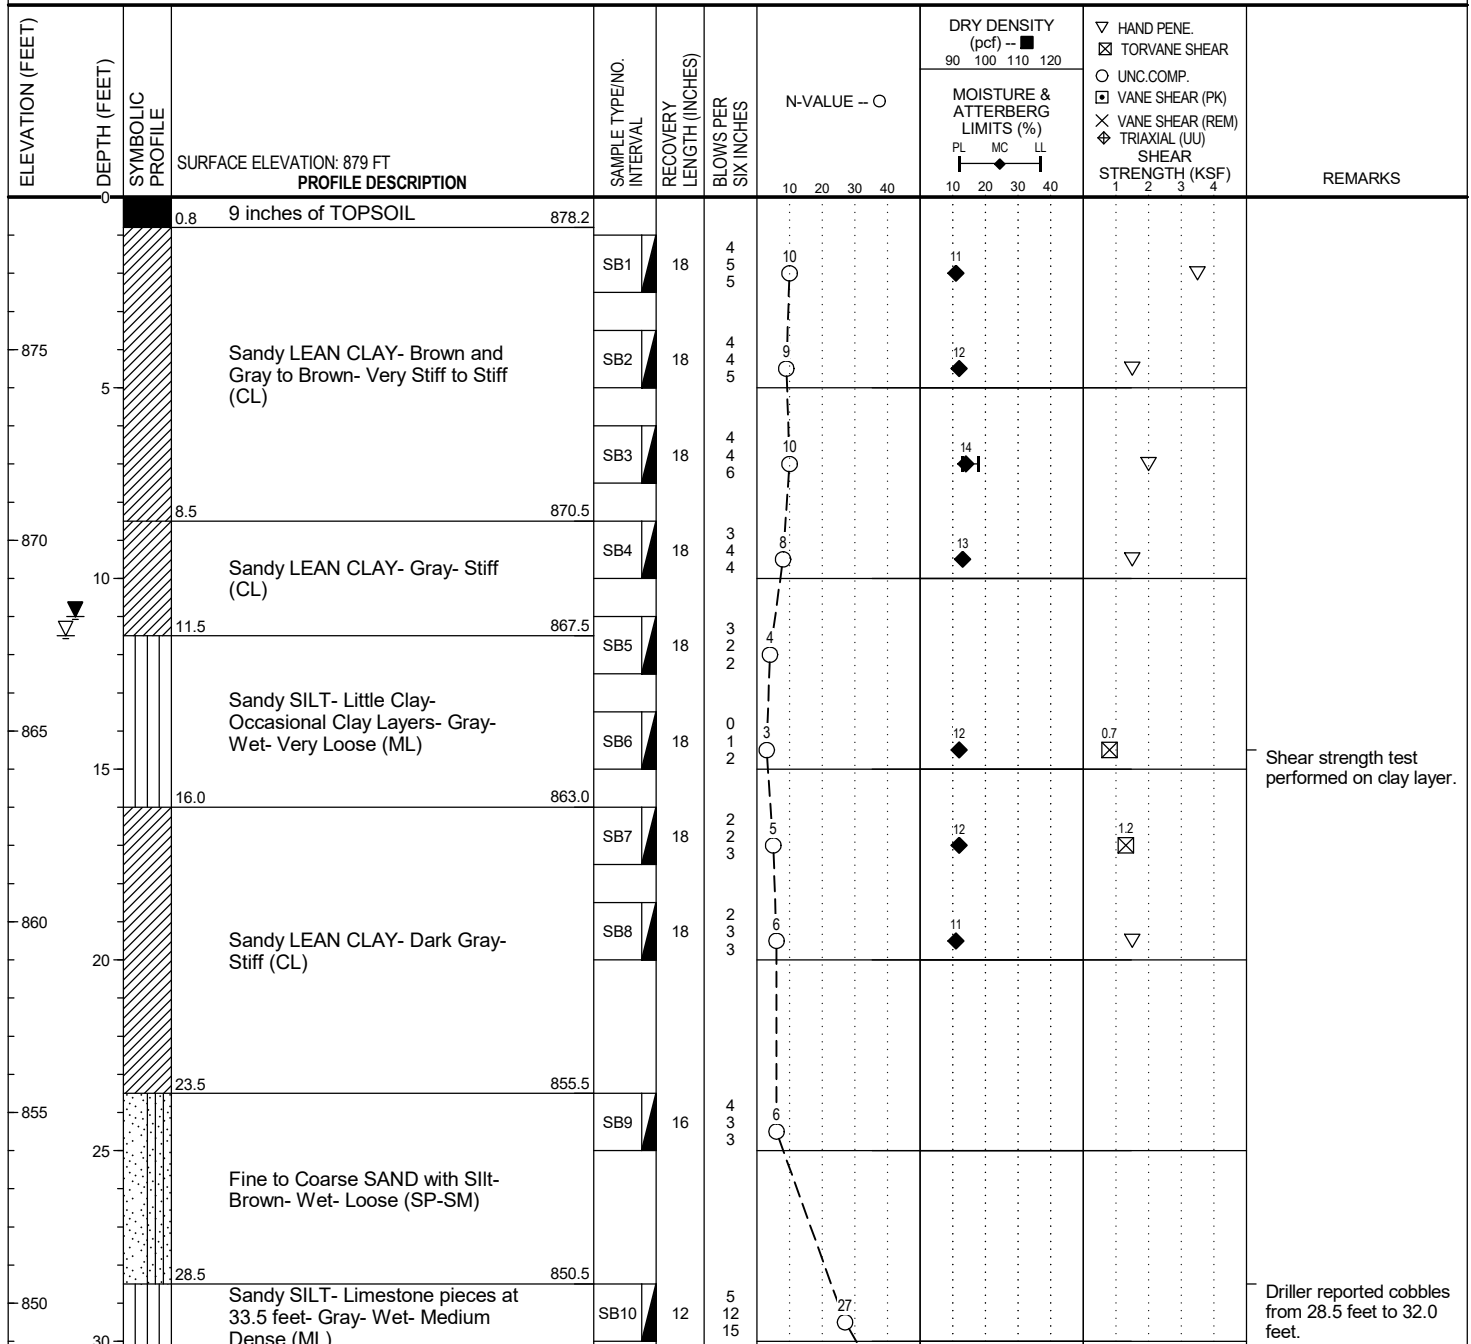 ELEVATION (FEET)
DEPTH (FEET)
SYMBOLIC
PROFILE
SURFACE ELEVATION: 879 FT
PROFILE DESCRIPTION
SAMPLE TYPE/NO.
INTERVAL
RECOVERY
LENGTH (INCHES)
BLOWS PER
SIX INCHES
N-VALUE --
10 20 30 40
DRY DENSITY
(pcf) --
90 100 110 120
MOISTURE &
ATTERBERG
LIMITS (%)
PL MC LL
10 20 30 40
HAND PENE.
TORVANE SHEAR
UNC.COMP.
VANE SHEAR (PK)
VANE SHEAR (REM)
TRIAXIAL (UU)
SHEAR
STRENGTH (KSF)
1 2 3 4
REMARKS
0
0.8 9 inches of TOPSOIL 878.2
SB1 18
4
5
5
10 11
875
5
Sandy LEAN CLAY- Brown and
Gray to Brown- Very Stiff to Stiff
(CL)
SB2 18
4
4
5
9 12
SB3 18
4
4
6
10 14
8.5 870.5
870
10
Sandy LEAN CLAY- Gray- Stiff
(CL)
SB4 18
3
4
4
8 13
11.5 867.5
SB5 18
3
2
2
4
865
15
Sandy SILT- Little Clay-
Occasional Clay Layers- Gray-
Wet- Very Loose (ML)
SB6 18
0
1
2
3 12 0.7
Shear strength test
performed on clay layer.
16.0 863.0
SB7 18
2
2
3
5 12 1.2
860
20
Sandy LEAN CLAY- Dark Gray-
Stiff (CL)
SB8 18
2
3
3
6 11
23.5 855.5
855
25
SB9 16
4
3
3
6
Fine to Coarse SAND with SIlt-
Brown- Wet- Loose (SP-SM)
28.5 850.5
850
30
Sandy SILT- Limestone pieces at
33.5 feet- Gray- Wet- Medium
Dense (ML)
SB10 12
5
12
15
27
Driller reported cobbles
from 28.5 feet to 32.0
feet.